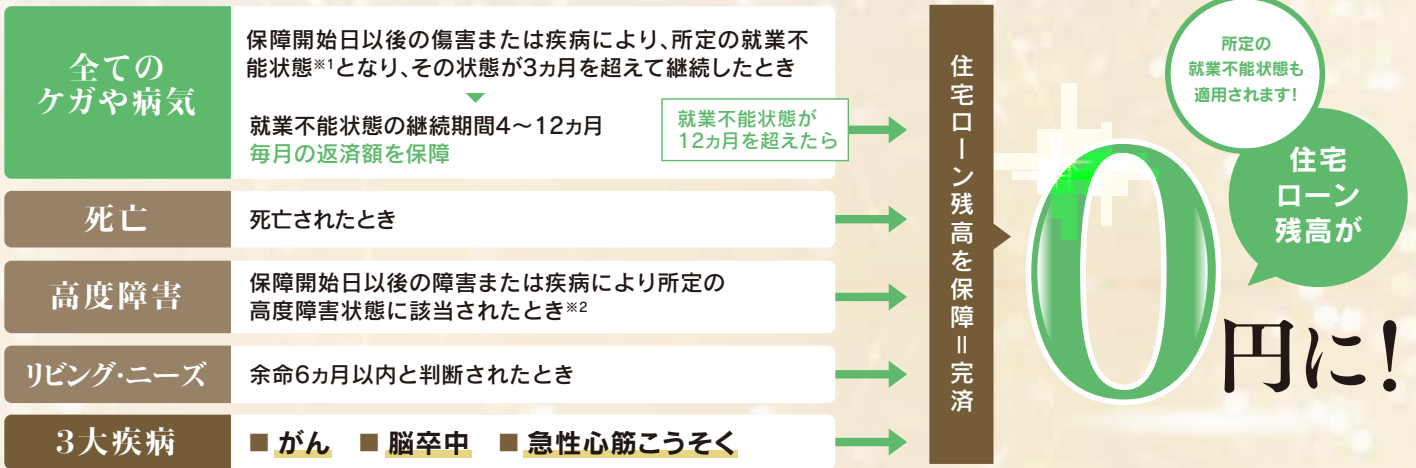 全ての
ケガや病気
保障開始日以後の傷害または疾病により、所定の就業不
能状態※1となり、その状態が3ヵ月を超えて継続したとき
就業不能状態の継続期間4〜12ヵ月
毎月の返済額を保障
就業不能状態が
12ヵ月を超えたら
死亡
死亡されたとき
高度障害
保障開始日以後の障害または疾病により所定の
高度障害状態に該当されたとき※2
リビング・ニーズ
余命6ヵ月以内と判断されたとき
3大疾病
■ がん ■ 脳卒中 ■ 急性心筋こうそく
住宅ローン残高を保障=完済
所定の
就業不能状態も
適用されます!
住宅
ローン
残高が
0円に!